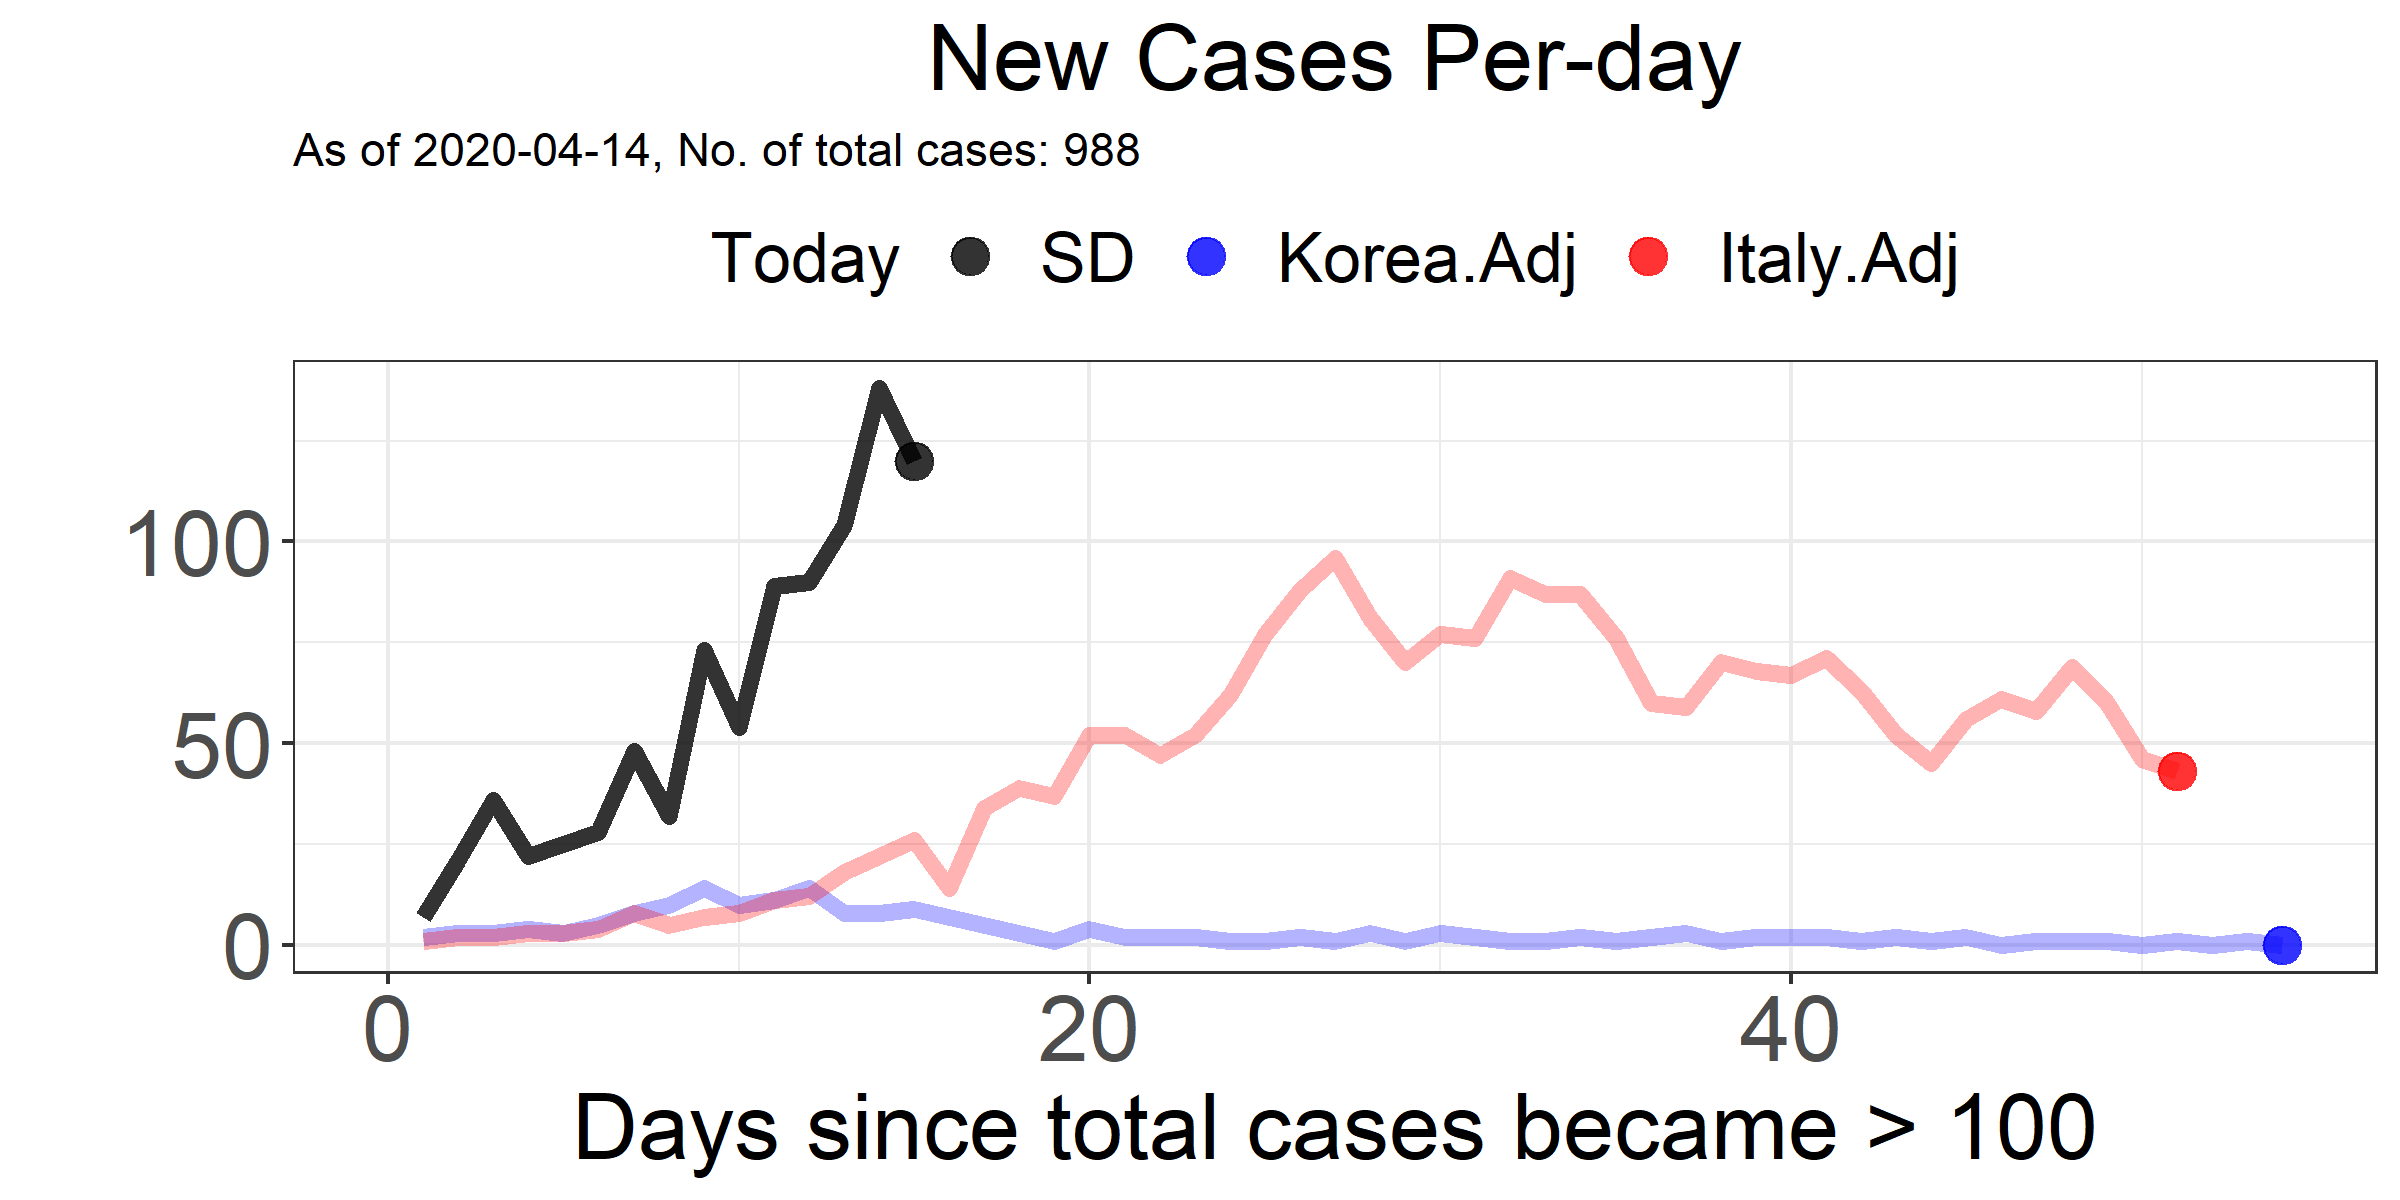 New Cases Per-day
As of 2020-04-14, No. of total cases: 988
Today SD Korea.Adj Italy.Adj
100
50
0
0 20 40
Days since total cases became > 100